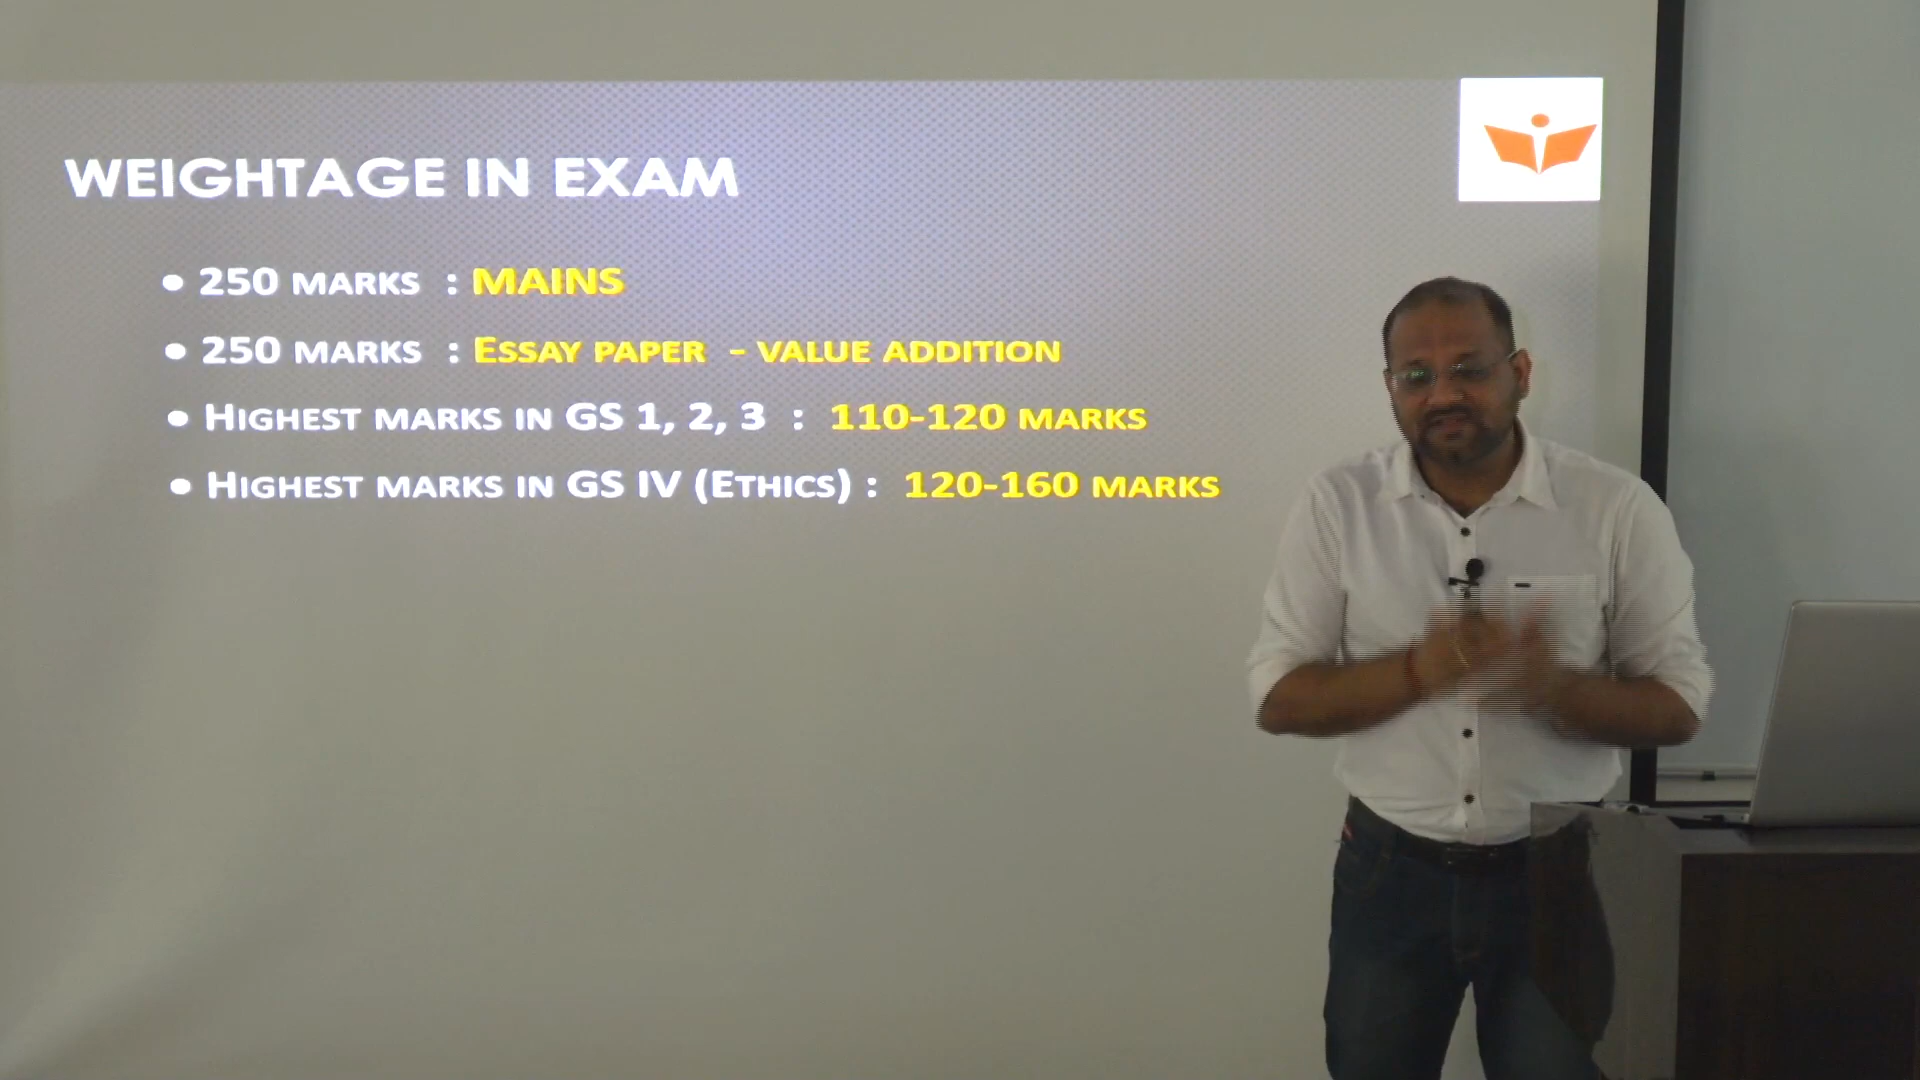 WEIGHTAGE IN EXAM
• 250 MARKS : MAINS
• 250 MARKS : ESSAY PAPER - VALUE ADDITION
• HIGHEST MARKS IN GS 1, 2, 3 : 110-120 MARKS
• HIGHEST MARKS IN GS IV (ETHICS) : 120-160 MARKS